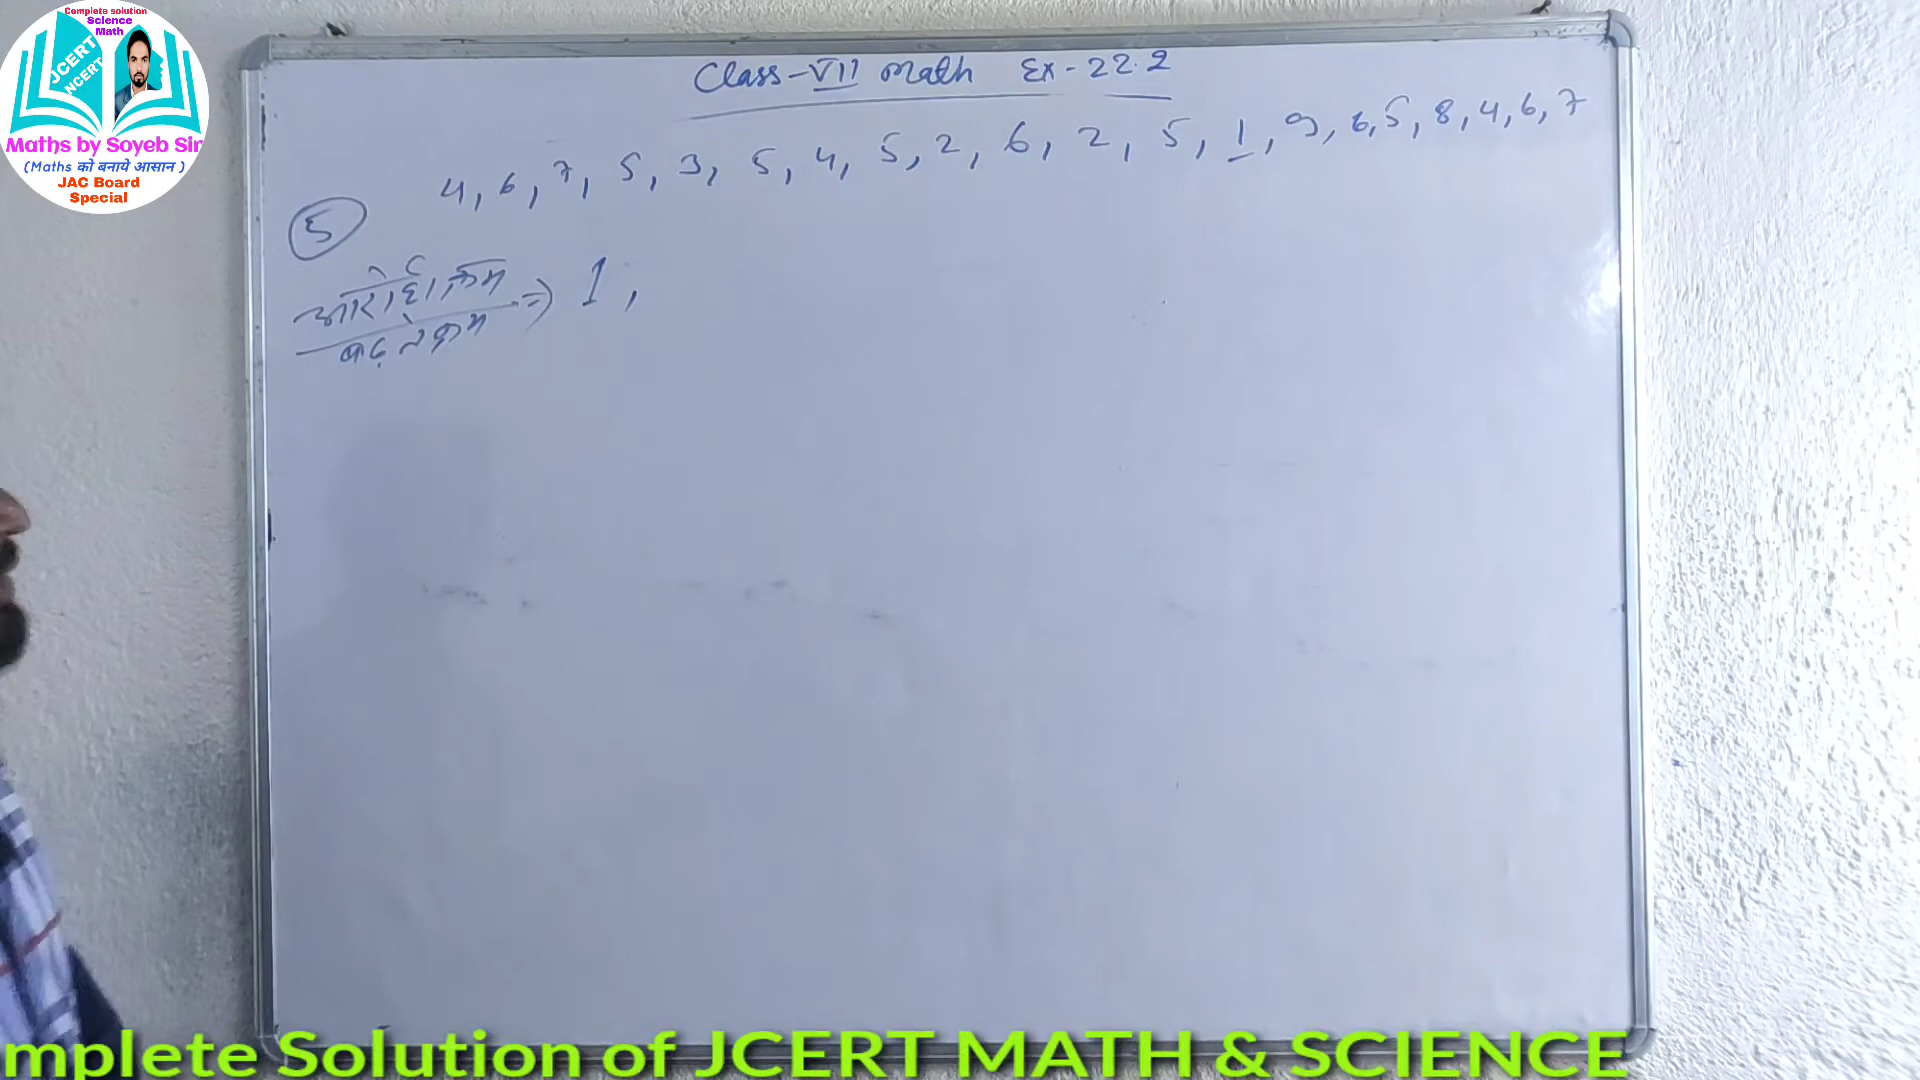 Complete solution
Science
Math
JCERT
NCERT
Maths by Soyeb Sir
(Maths को बनाये आसान )
JAC Board
Special
Class-VII Math Ex-22.2
4, 6, 7, 5, 3, 5, 4, 5, 2, 6, 2, 5, 1, 9, 6, 5, 8, 4, 6, 7
5
आरोही क्रम ⇒ 1,
बढ़ते क्रम
mplete Solution of JCERT MATH & SCIENCE